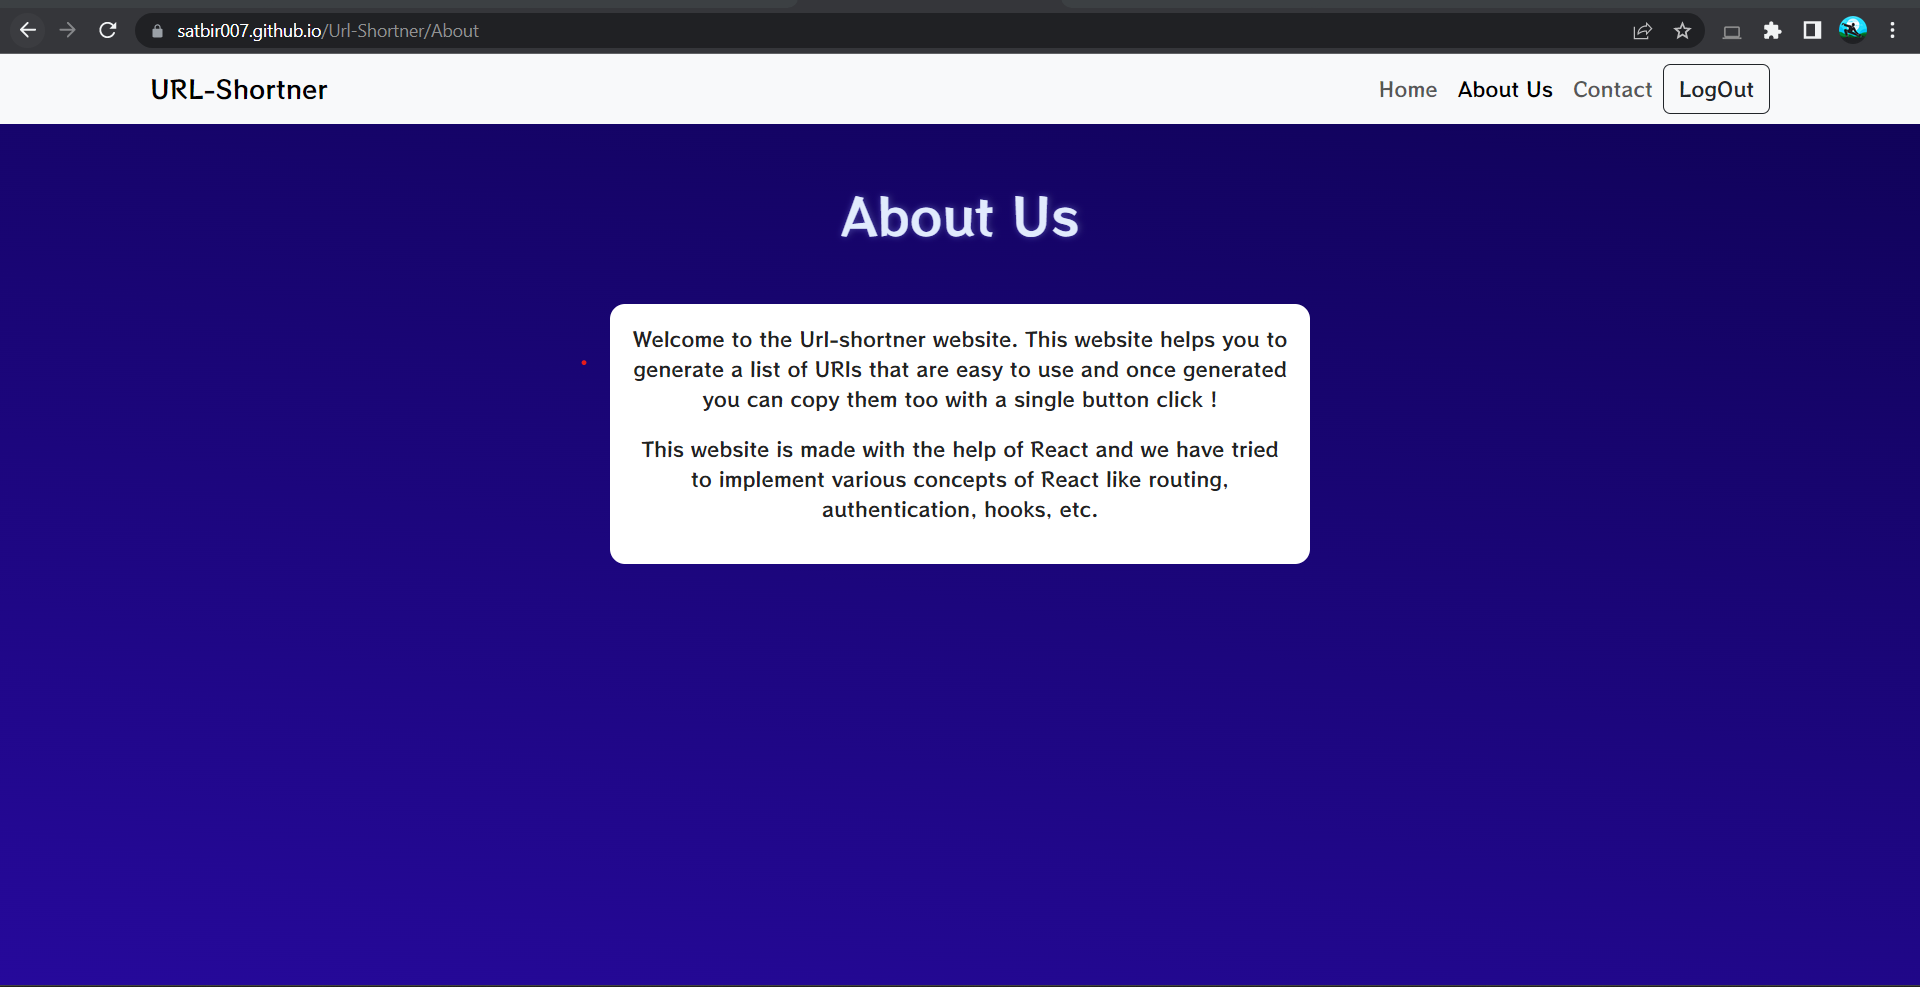 satbir007.github.io/Url-Shortner/About
URL-Shortner
Home About Us Contact LogOut
About Us
Welcome to the Url-shortner website. This website helps you to
generate a list of URls that are easy to use and once generated
you can copy them too with a single button click !
This website is made with the help of React and we have tried
to implement various concepts of React like routing,
authentication, hooks, etc.